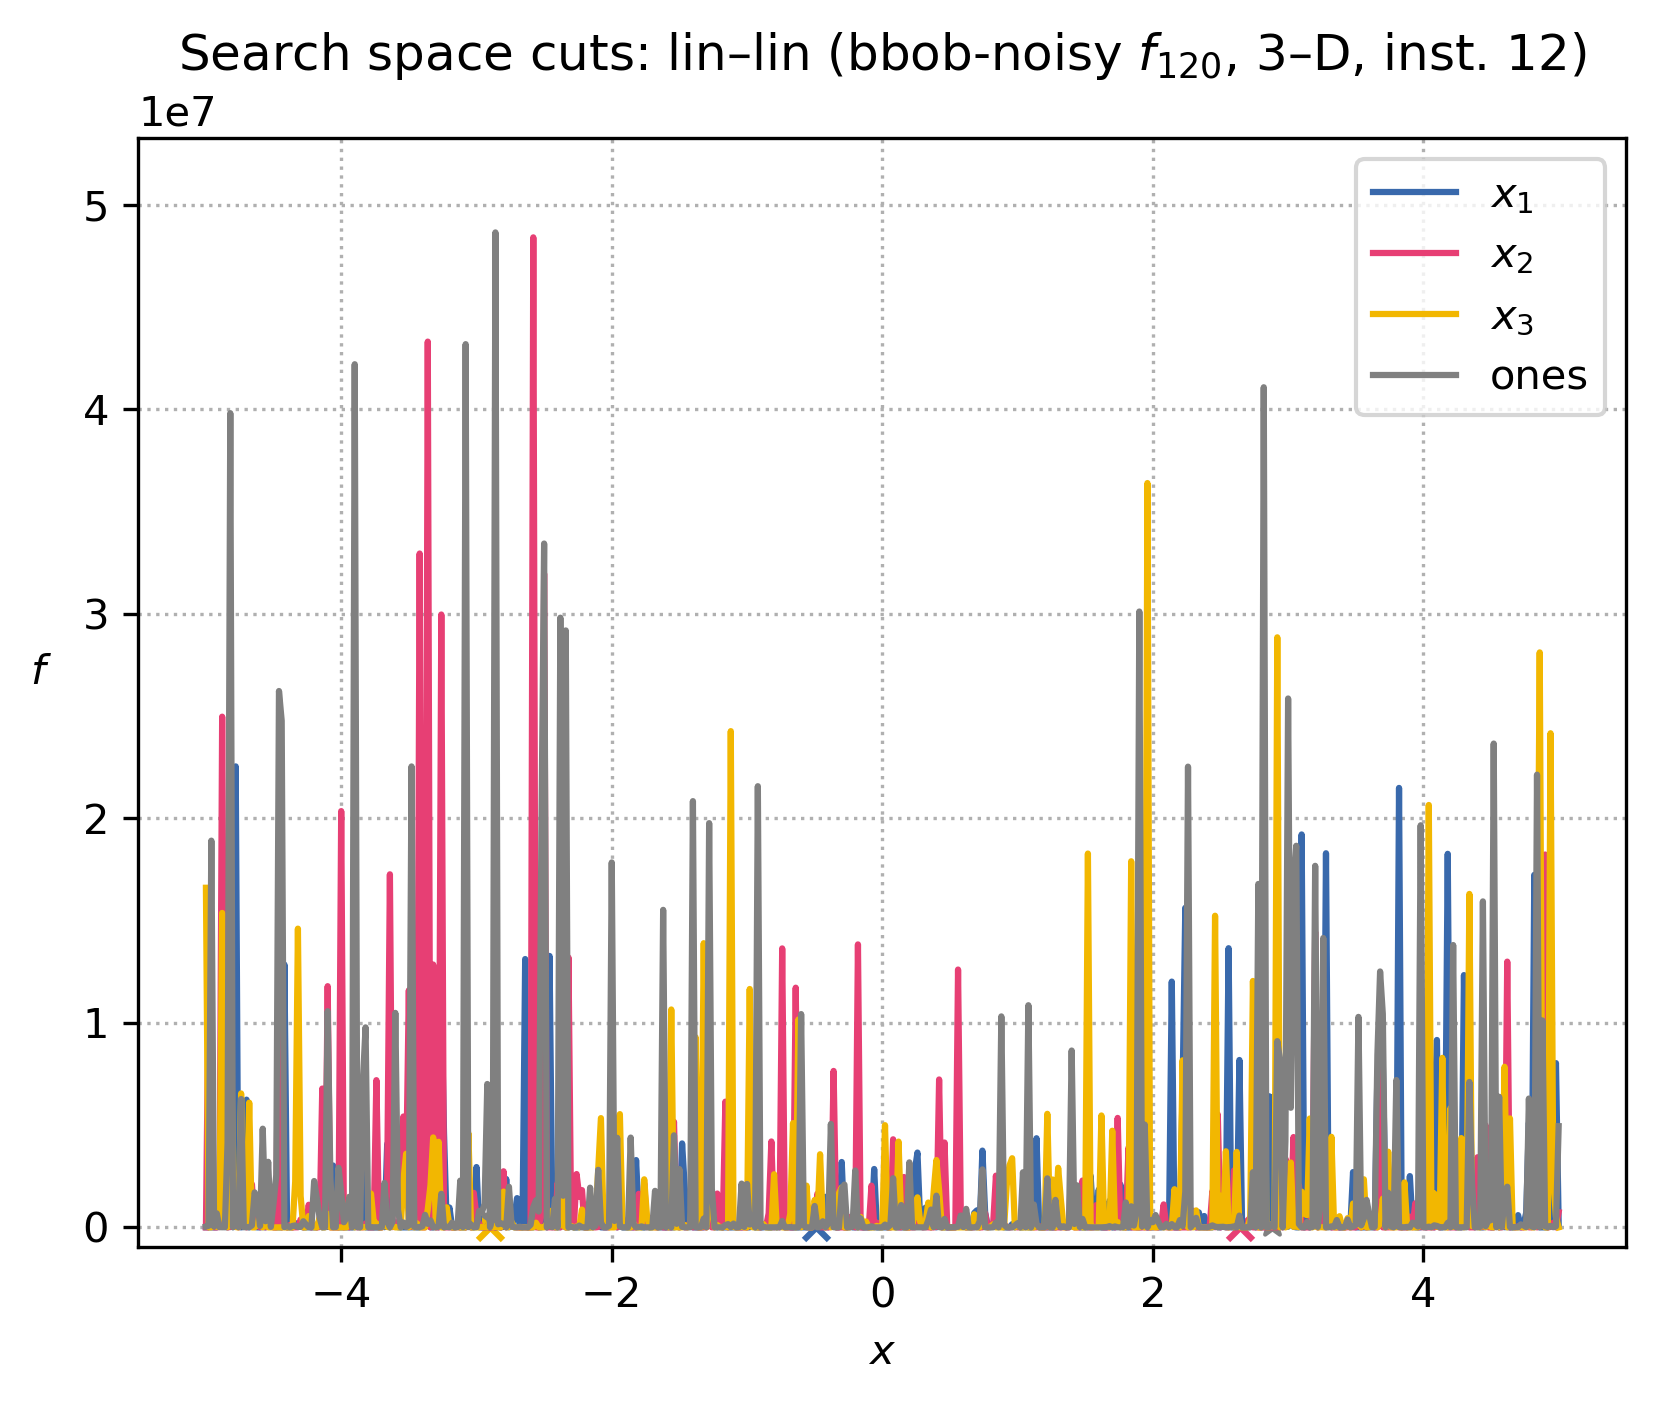 Search space cuts: lin–lin (bbob-noisy f₁₂₀, 3–D, inst. 12)
1e7
x₁
x₂
x₃
ones
5
4
3
2
1
0
f
−4 −2 0 2 4
x